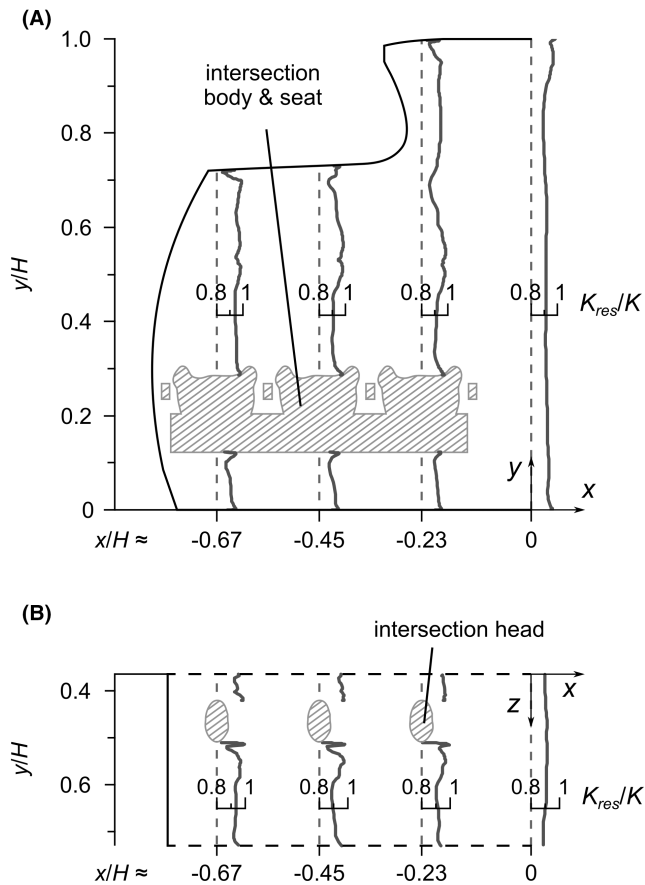 (A)
1.0
intersection
body & seat
0.8
0.6
y/H
0.8 1 0.8 1 0.8 1 0.8 1 Kres/K
0.4
0.2
y
x
0
x/H ≈ -0.67 -0.45 -0.23 0
(B)
intersection head
0.4
x
z
y/H
0.6
0.8 1 0.8 1 0.8 1 0.8 1 Kres/K
x/H ≈ -0.67 -0.45 -0.23 0